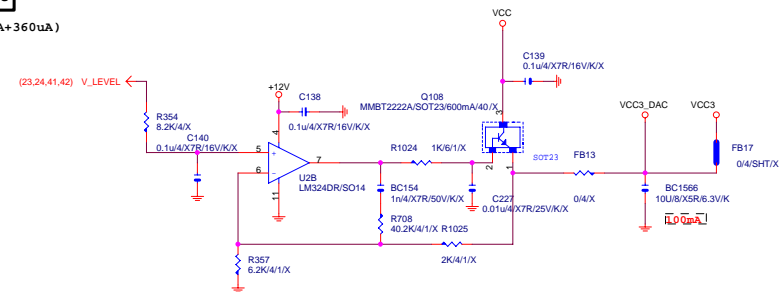 A+360uA)
VCC
C139
0.1u/4/X7R/16V/K/X
(23,24,41,42) V_LEVEL
+12V
Q108
MMBT2222A/SOT23/600mA/40/X
VCC3_DAC
VCC3
R354
8.2K/4/X
C138
0.1u/4/X7R/16V/K/X
3
C140
0.1u/4/X7R/16V/K/X
4
R1024
1K/6/1/X
SOT23
FB13
FB17
0/4/SHT/X
5
+
7
2
1
6
-
U2B
LM324DR/SO14
11
BC154
1n/4/X7R/50V/K/X
C227
0.01u/4/X7R/25V/K/X
0/4/X
BC1566
10U/8/X5R/6.3V/K
100mA
R708
40.2K/4/1/X
R1025
2K/4/1/X
R357
6.2K/4/1/X